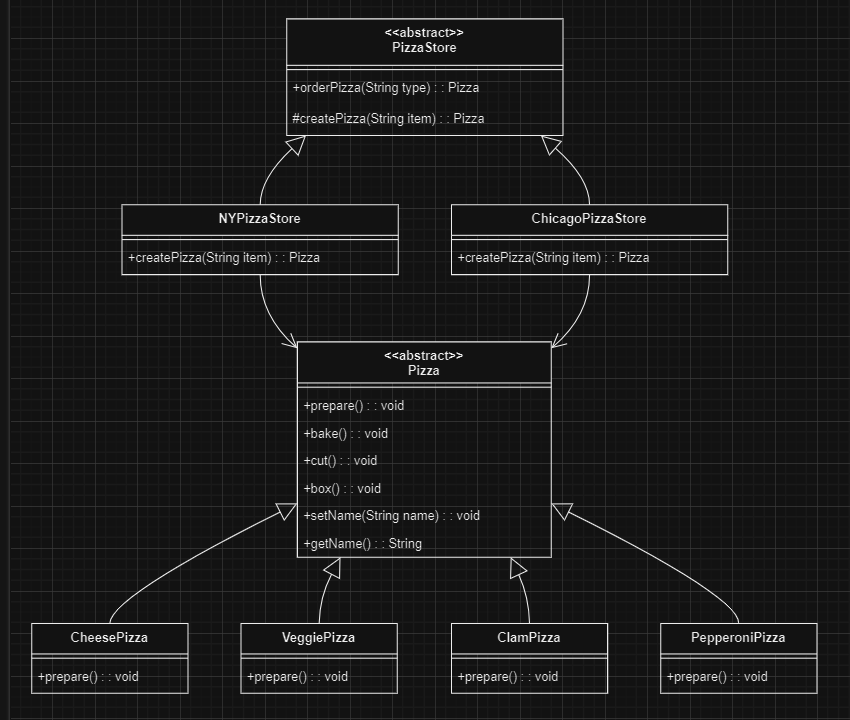 <<abstract>>
PizzaStore
+orderPizza(String type) : : Pizza
#createPizza(String item) : : Pizza
NYPizzaStore
+createPizza(String item) : : Pizza
ChicagoPizzaStore
+createPizza(String item) : : Pizza
<<abstract>>
Pizza
+prepare() : : void
+bake() : : void
+cut() : : void
+box() : : void
+setName(String name) : : void
+getName() : : String
CheesePizza
+prepare() : : void
VeggiePizza
+prepare() : : void
ClamPizza
+prepare() : : void
PepperoniPizza
+prepare() : : void